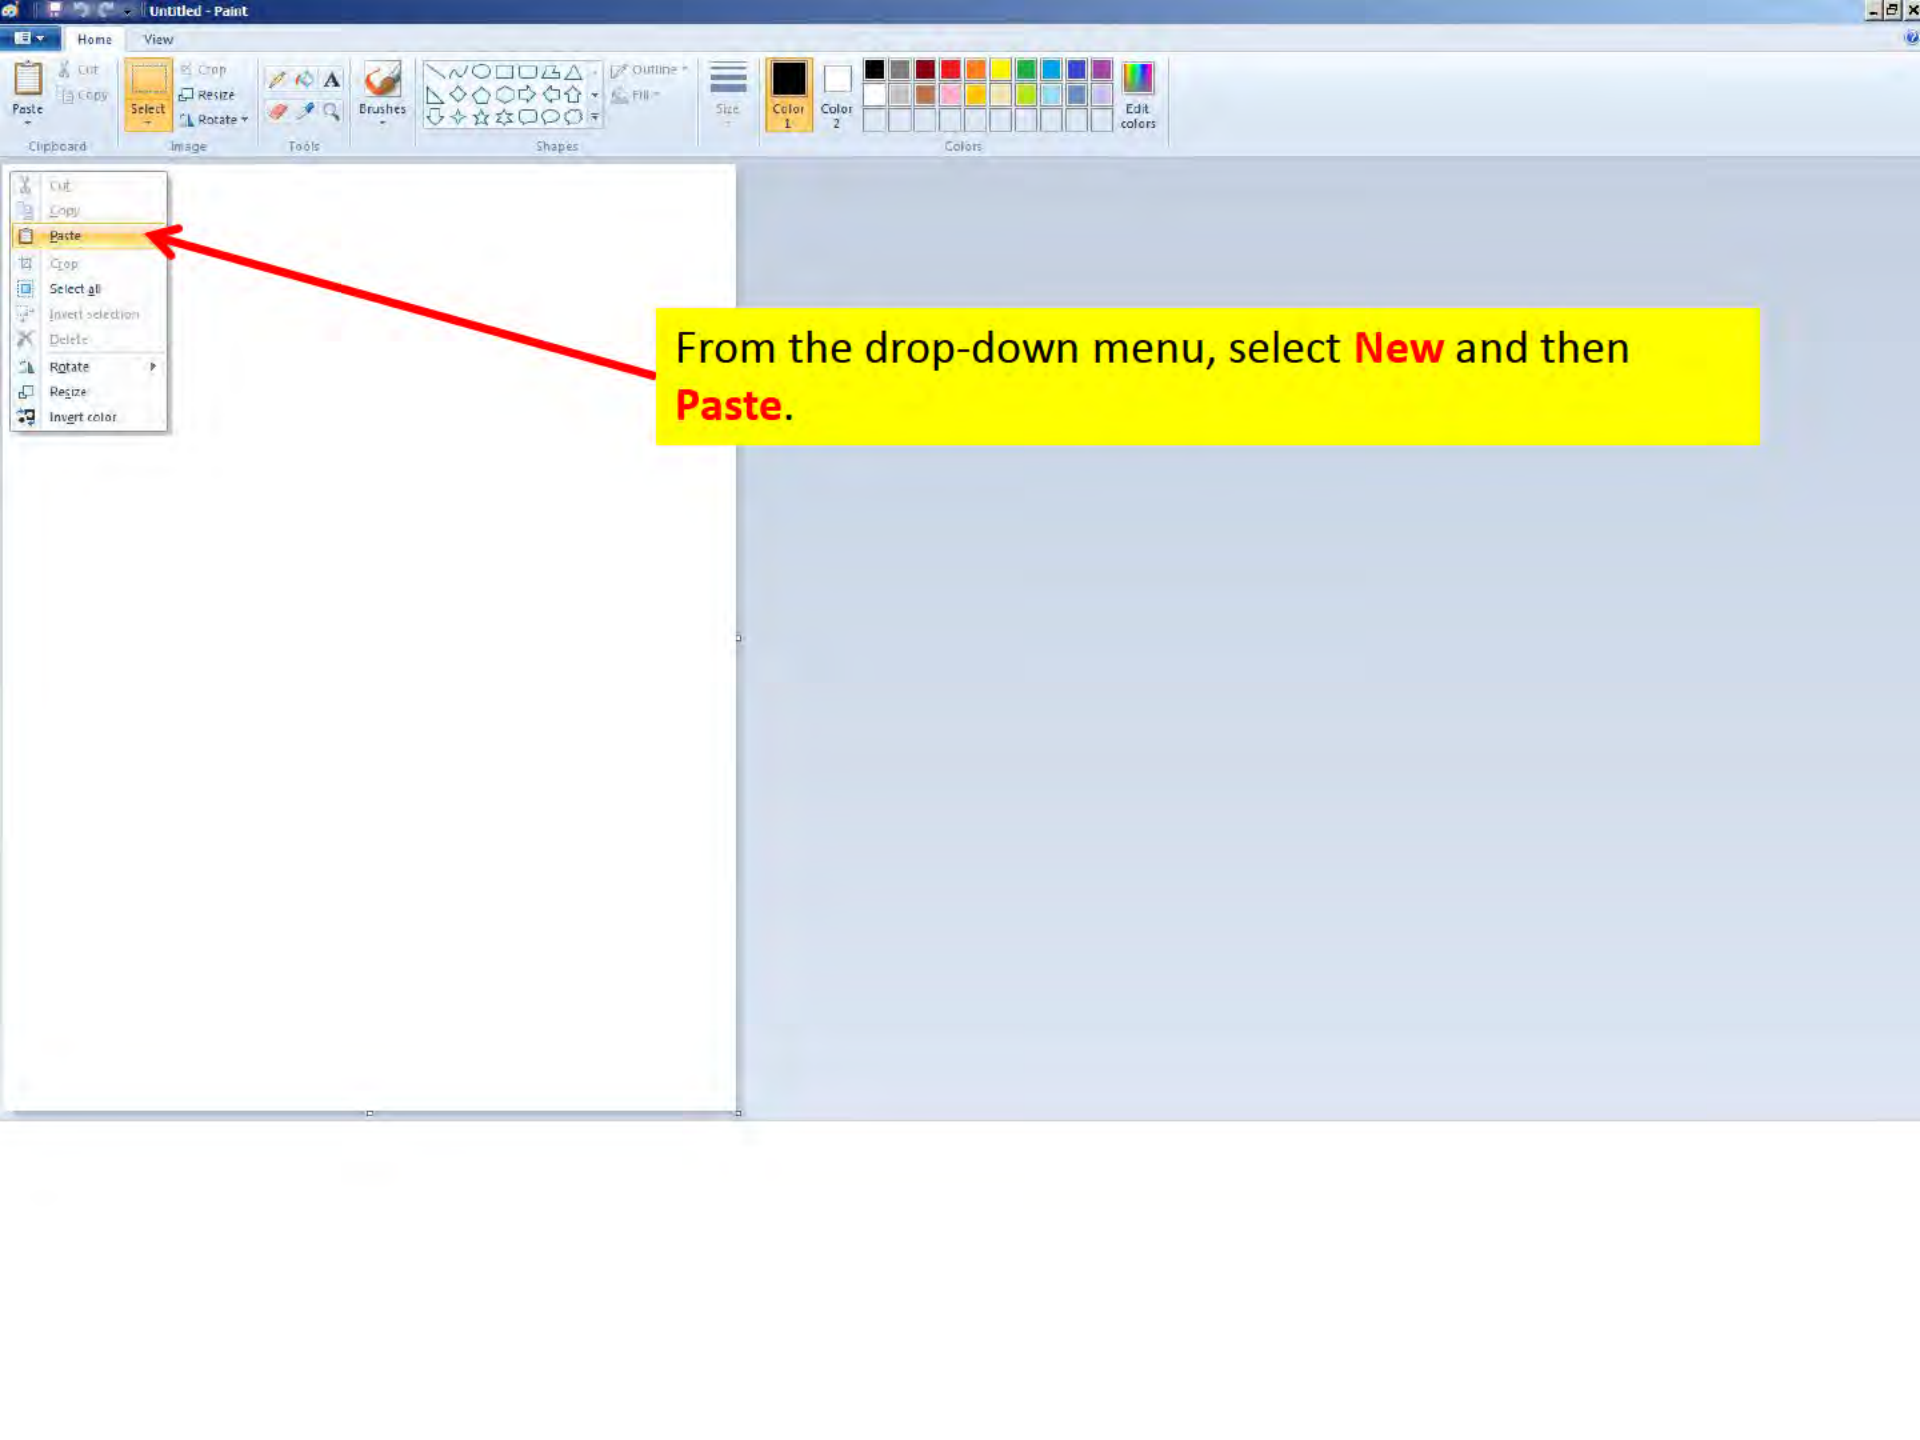 Untitled - Paint
Home View
Paste
Cut
Copy
Clipboard
Select
Crop
Resize
Rotate
Image
A
Tools
Brushes
Outline
Fill
Shapes
Size
Color
1
Color
2
Edit
colors
Colors
Cut
Copy
Paste
Crop
Select all
Invert selection
Delete
Rotate
Resize
Invert color
From the drop-down menu, select New and then
Paste.